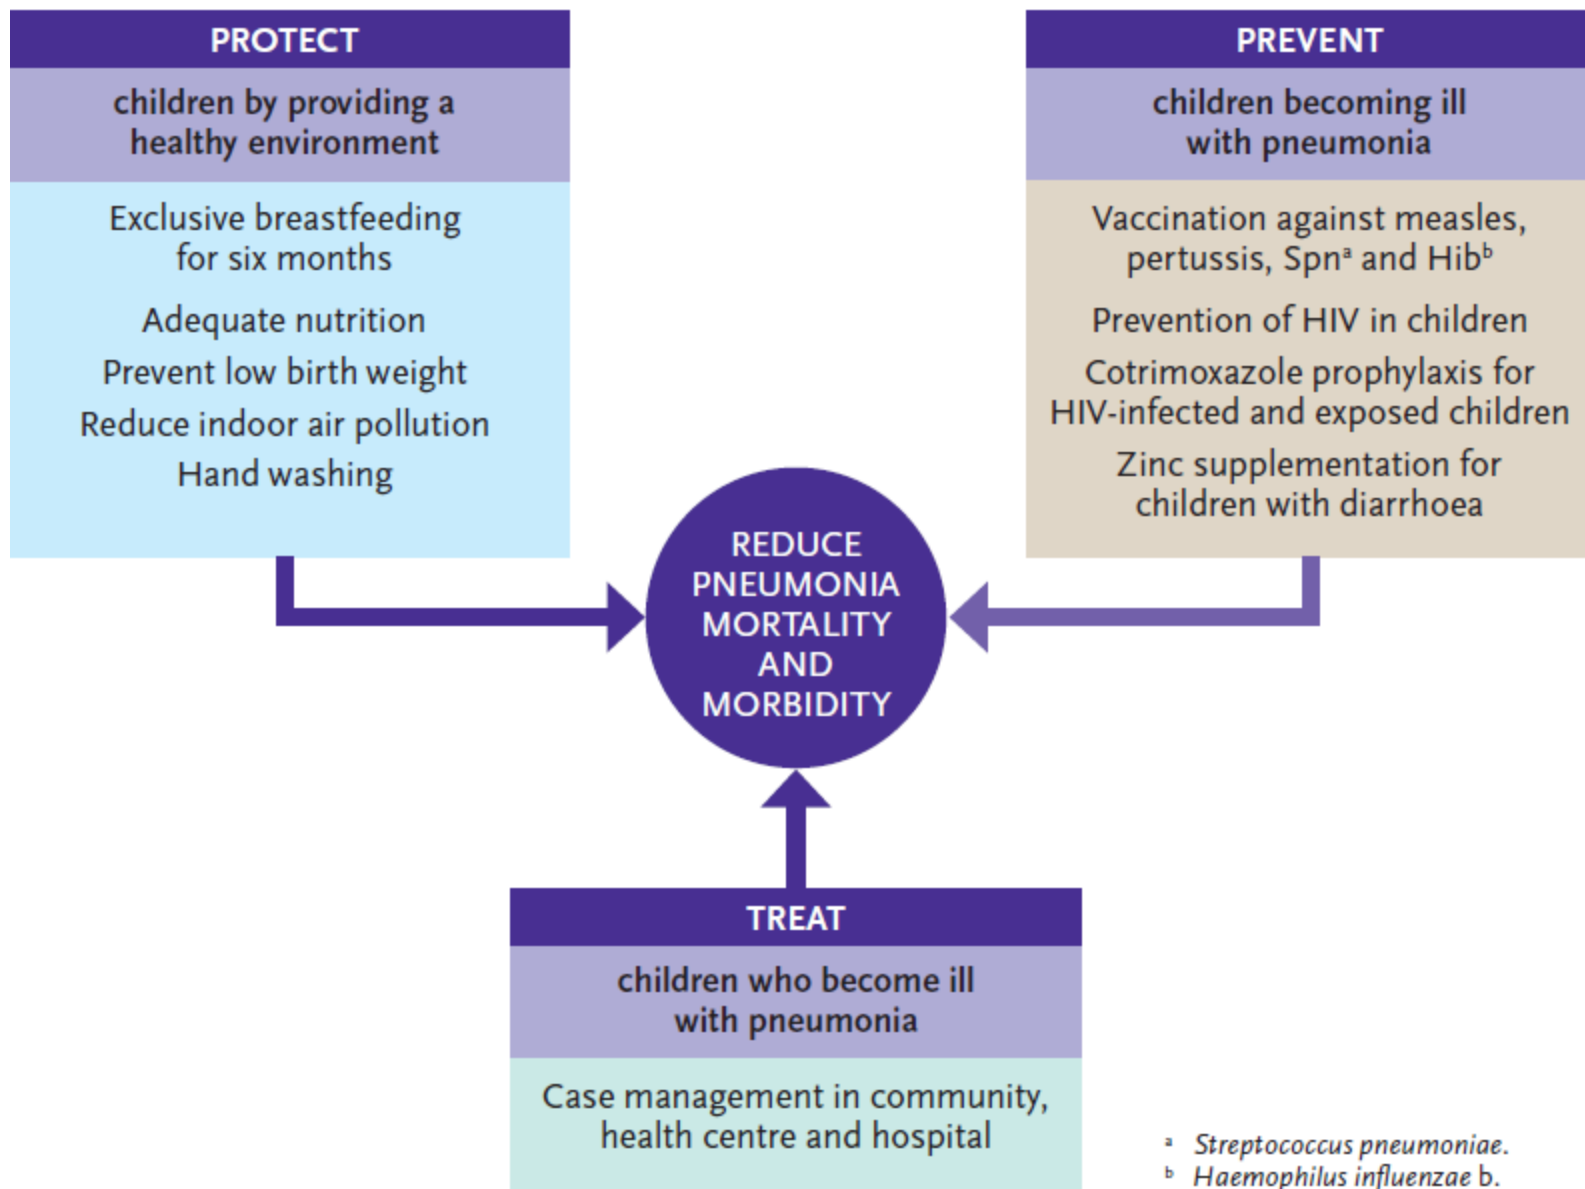 PROTECT
children by providing a
healthy environment
Exclusive breastfeeding
for six months
Adequate nutrition
Prevent low birth weight
Reduce indoor air pollution
Hand washing
PREVENT
children becoming ill
with pneumonia
Vaccination against measles,
pertussis, Spnᵃ and Hibᵇ
Prevention of HIV in children
Cotrimoxazole prophylaxis for
HIV-infected and exposed children
Zinc supplementation for
children with diarrhoea
REDUCE
PNEUMONIA
MORTALITY
AND
MORBIDITY
TREAT
children who become ill
with pneumonia
Case management in community,
health centre and hospital
ᵃ Streptococcus pneumoniae.
ᵇ Haemophilus influenzae b.